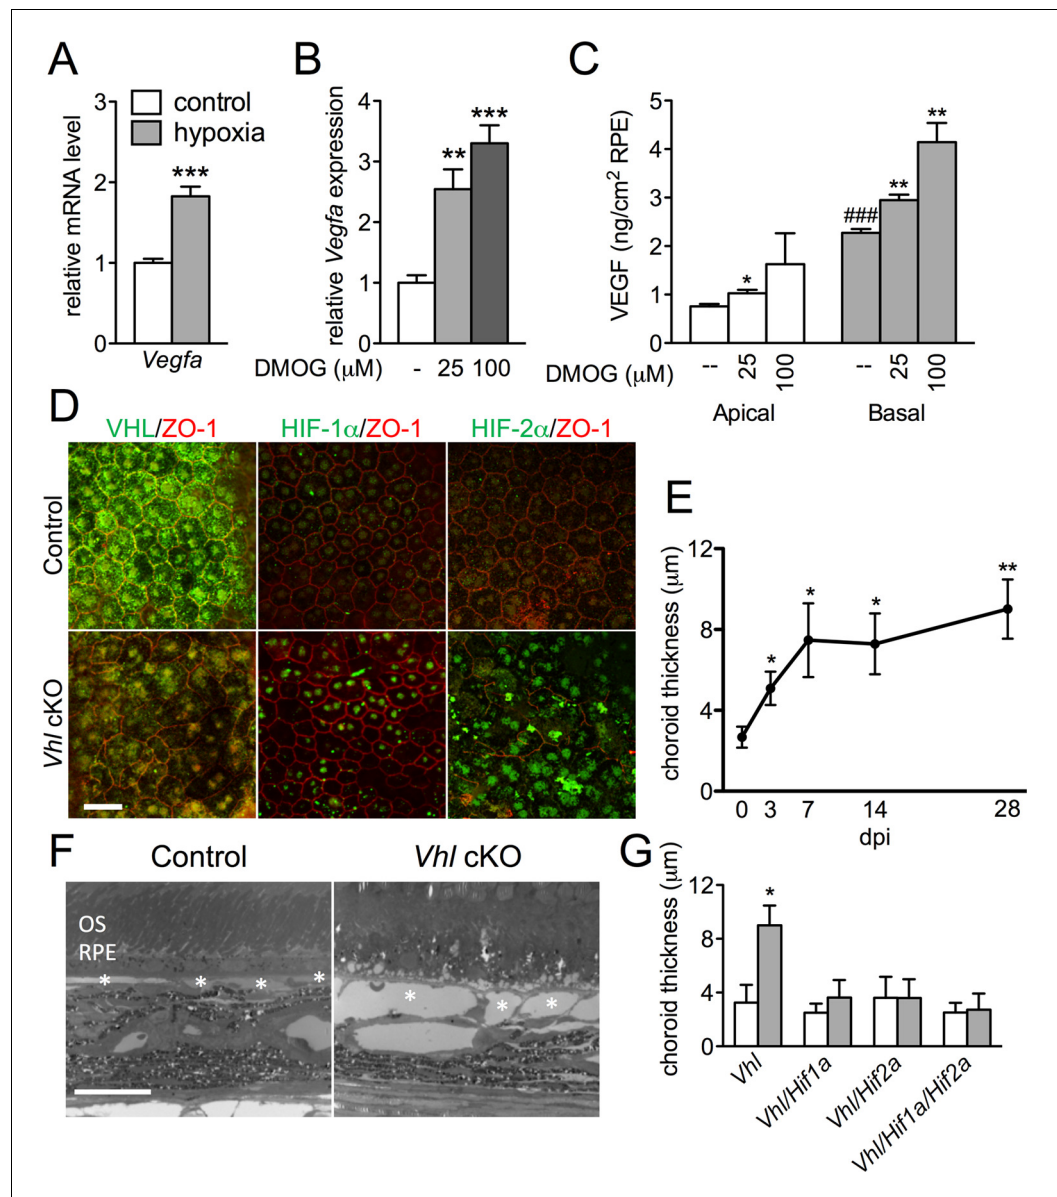 A
relative mRNA level
3
2
1
0
control
hypoxia
***
Vegfa
B
relative Vegfa expression
4
3
2
1
0
**
***
DMOG (μM) - 25 100
C
VEGF (ng/cm² RPE)
5
4
3
2
1
0
*
###
**
**
DMOG (μM) -- 25 100 -- 25 100
Apical Basal
D
VHL/ZO-1 HIF-1α/ZO-1 HIF-2α/ZO-1
Control
Vhl cKO
E
choroid thickness (μm)
12
8
4
0
*
*
*
**
0 3 7 14 28
dpi
F
Control Vhl cKO
OS
RPE
* * * *
* * *
G
choroid thickness (μm)
12
8
4
0
*
Vhl
Vhl/Hif1a
Vhl/Hif2a
Vhl/Hif1a/Hif2a